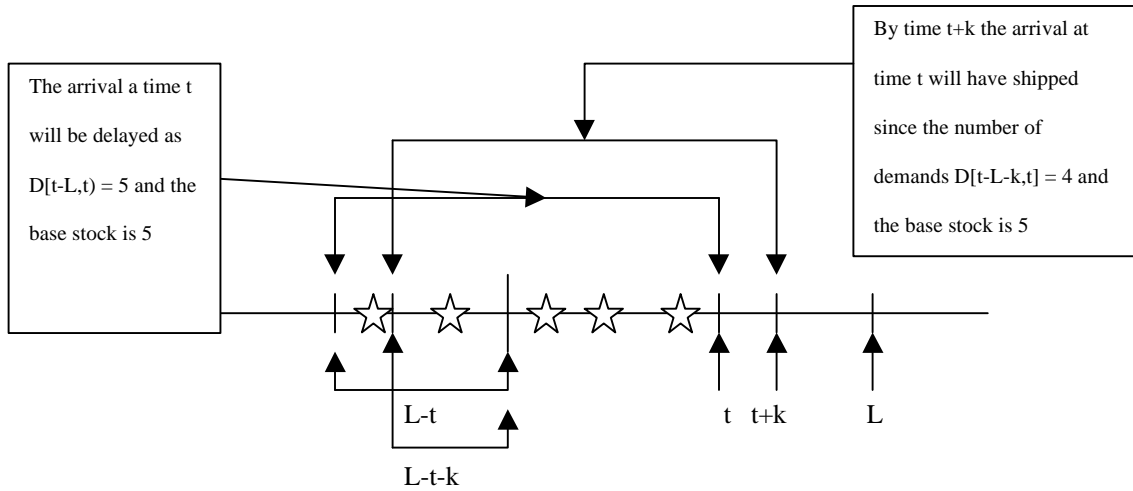 The arrival a time t
will be delayed as
D[t-L,t) = 5 and the
base stock is 5
By time t+k the arrival at
time t will have shipped
since the number of
demands D[t-L-k,t] = 4 and
the base stock is 5
L-t
t
t+k
L
L-t-k